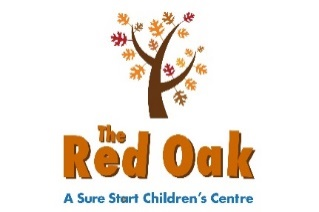 The
Red Oak
A Sure Start Children's Centre